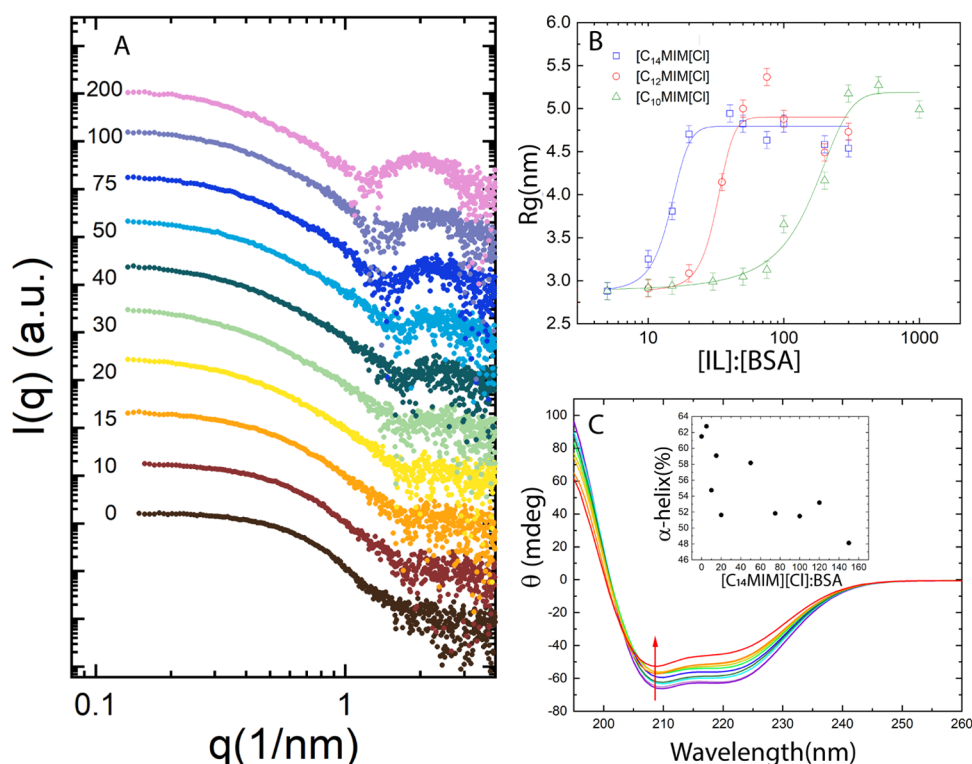 A
200
100
75
50
40
30
20
15
10
0
I(q) (a.u.)
0.1
1
q(1/nm)
B
[C₁₄MIM[Cl]
[C₁₂MIM[Cl]
[C₁₀MIM[Cl]
6.0
5.5
5.0
4.5
4.0
3.5
3.0
2.5
Rg(nm)
10
100
1000
[IL]:[BSA]
C
100
80
60
40
20
0
-20
-40
-60
-80
θ (mdeg)
64
62
60
58
56
54
52
50
48
46
α-helix(%)
0 20 40 60 80 100 120 140 160
[C₁₄MIM][Cl]:BSA
200 210 220 230 240 250 260
Wavelength(nm)